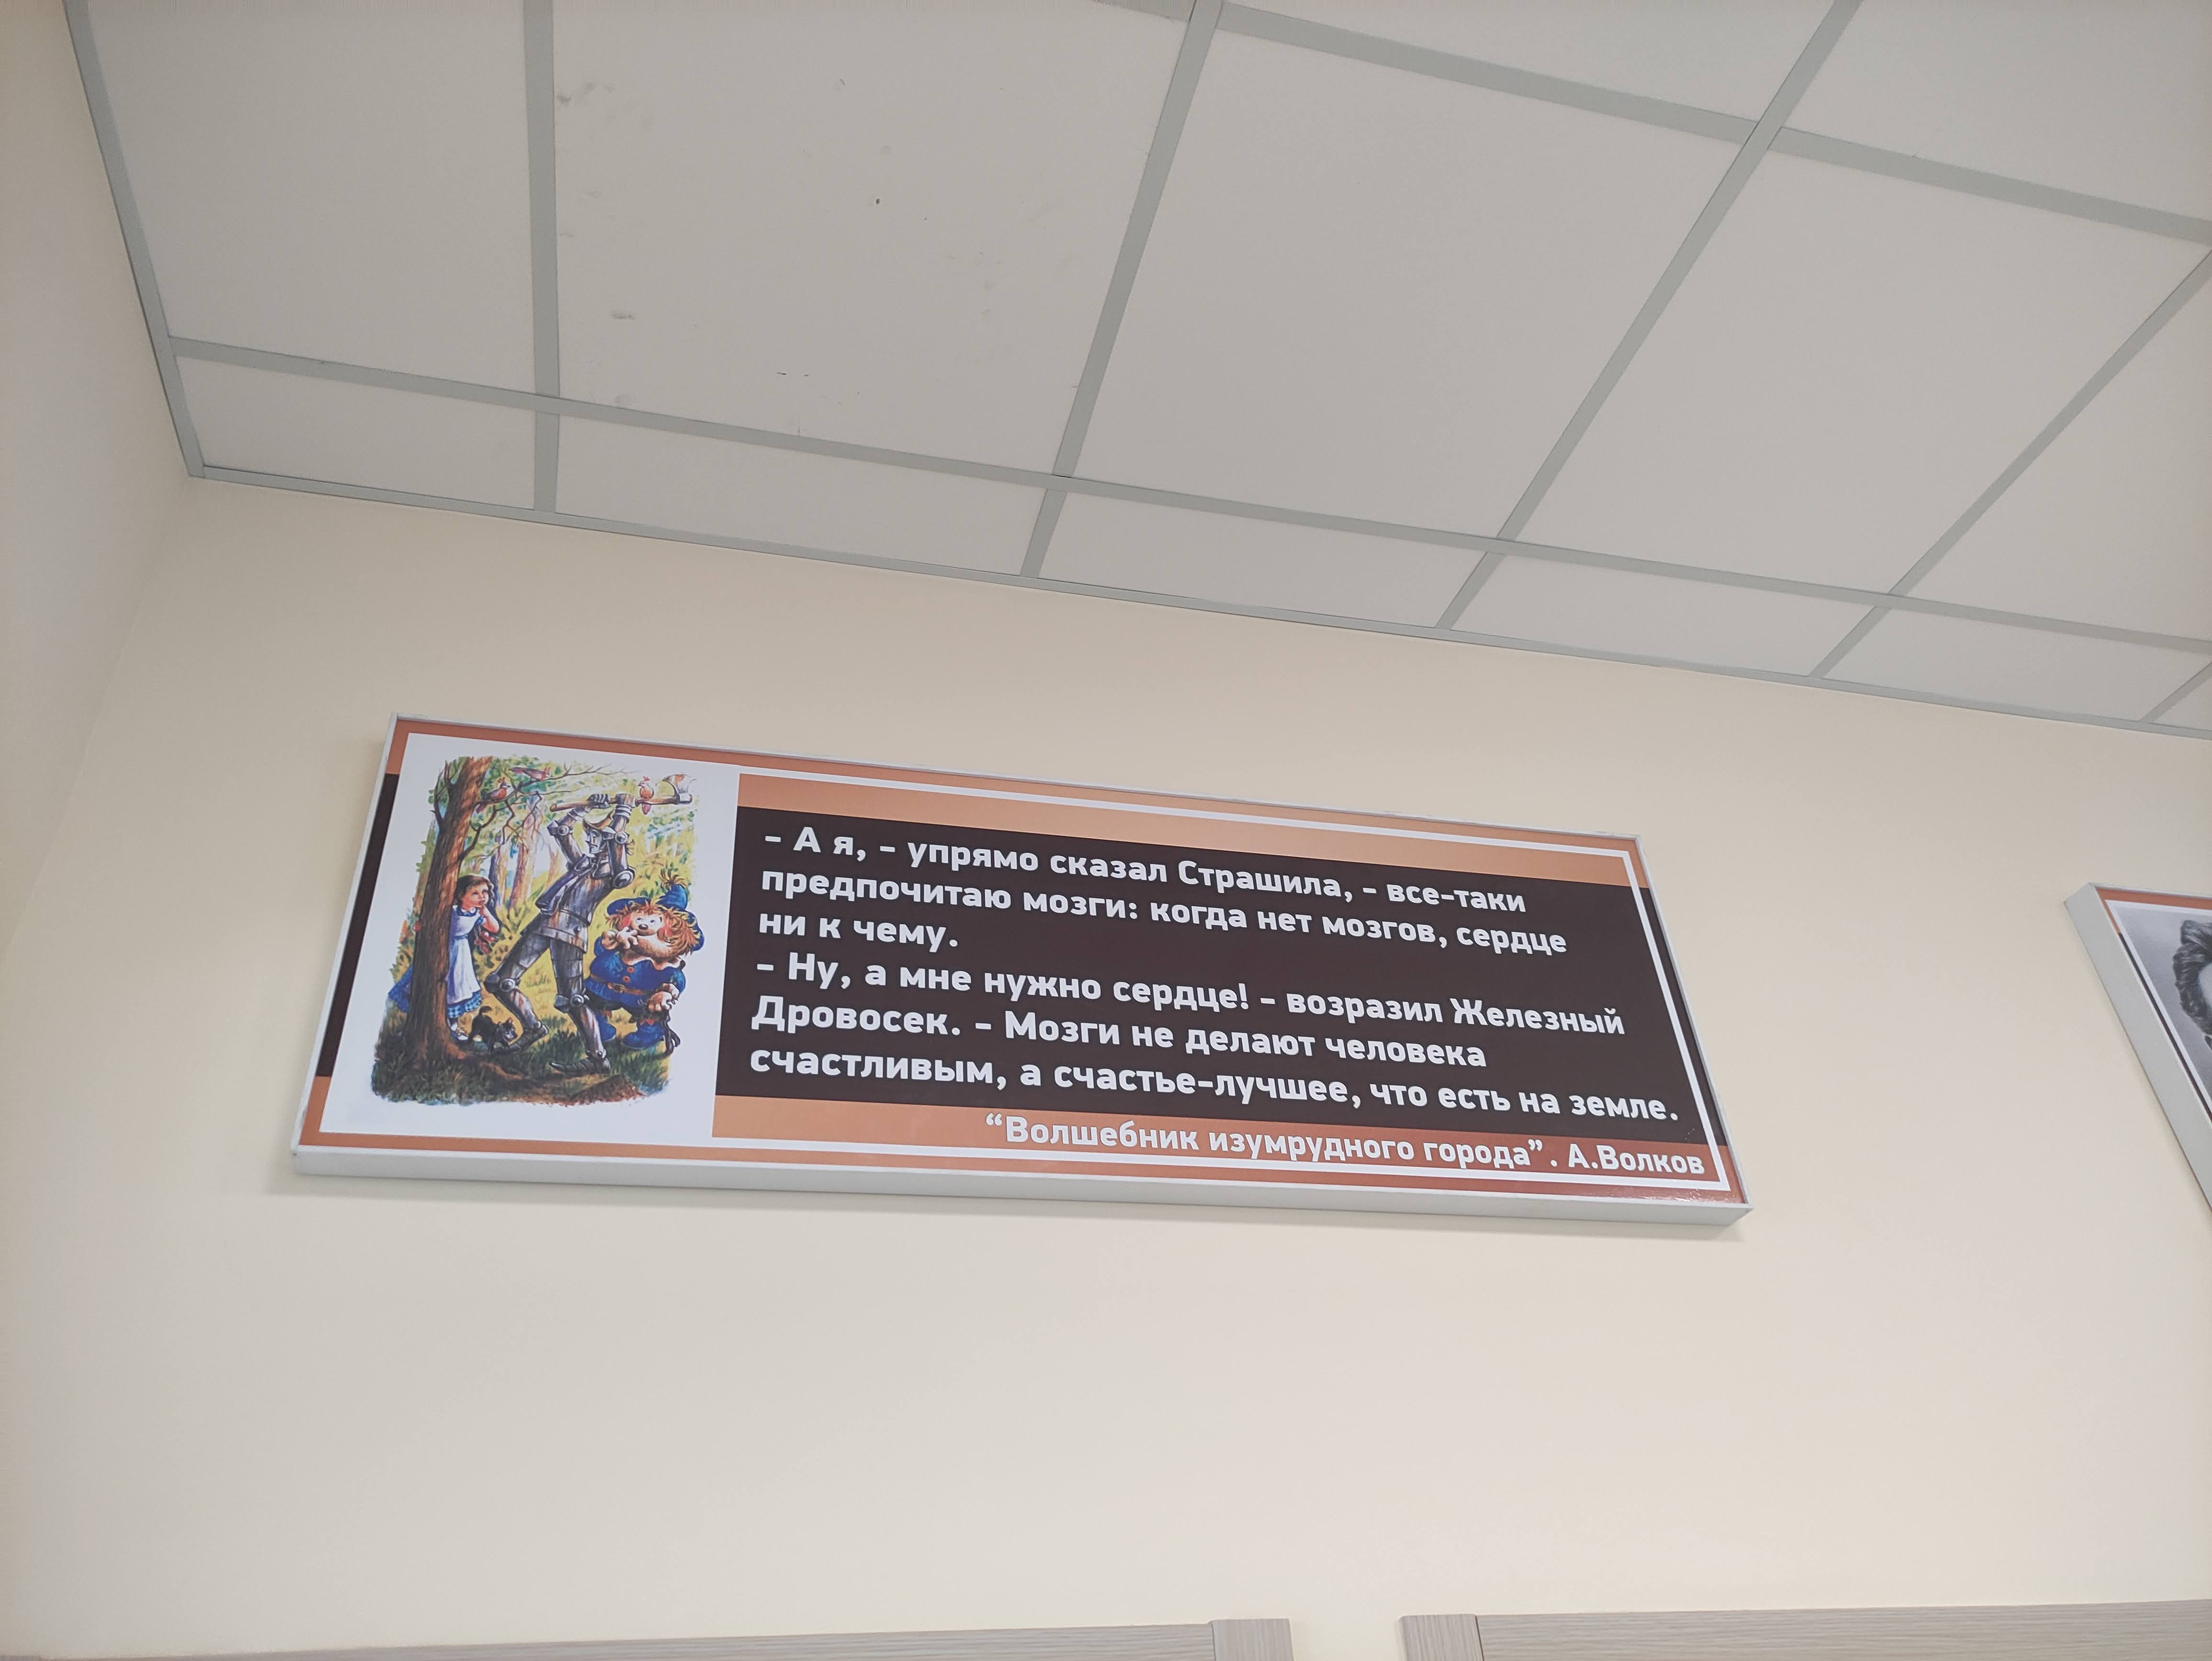 - А я, - упрямо сказал Страшила, - все-таки
предпочитаю мозги: когда нет мозгов, сердце
ни к чему.
- Ну, а мне нужно сердце! - возразил Железный
Дровосек. - Мозги не делают человека
счастливым, а счастье-лучшее, что есть на земле.
“Волшебник изумрудного города”. А.Волков